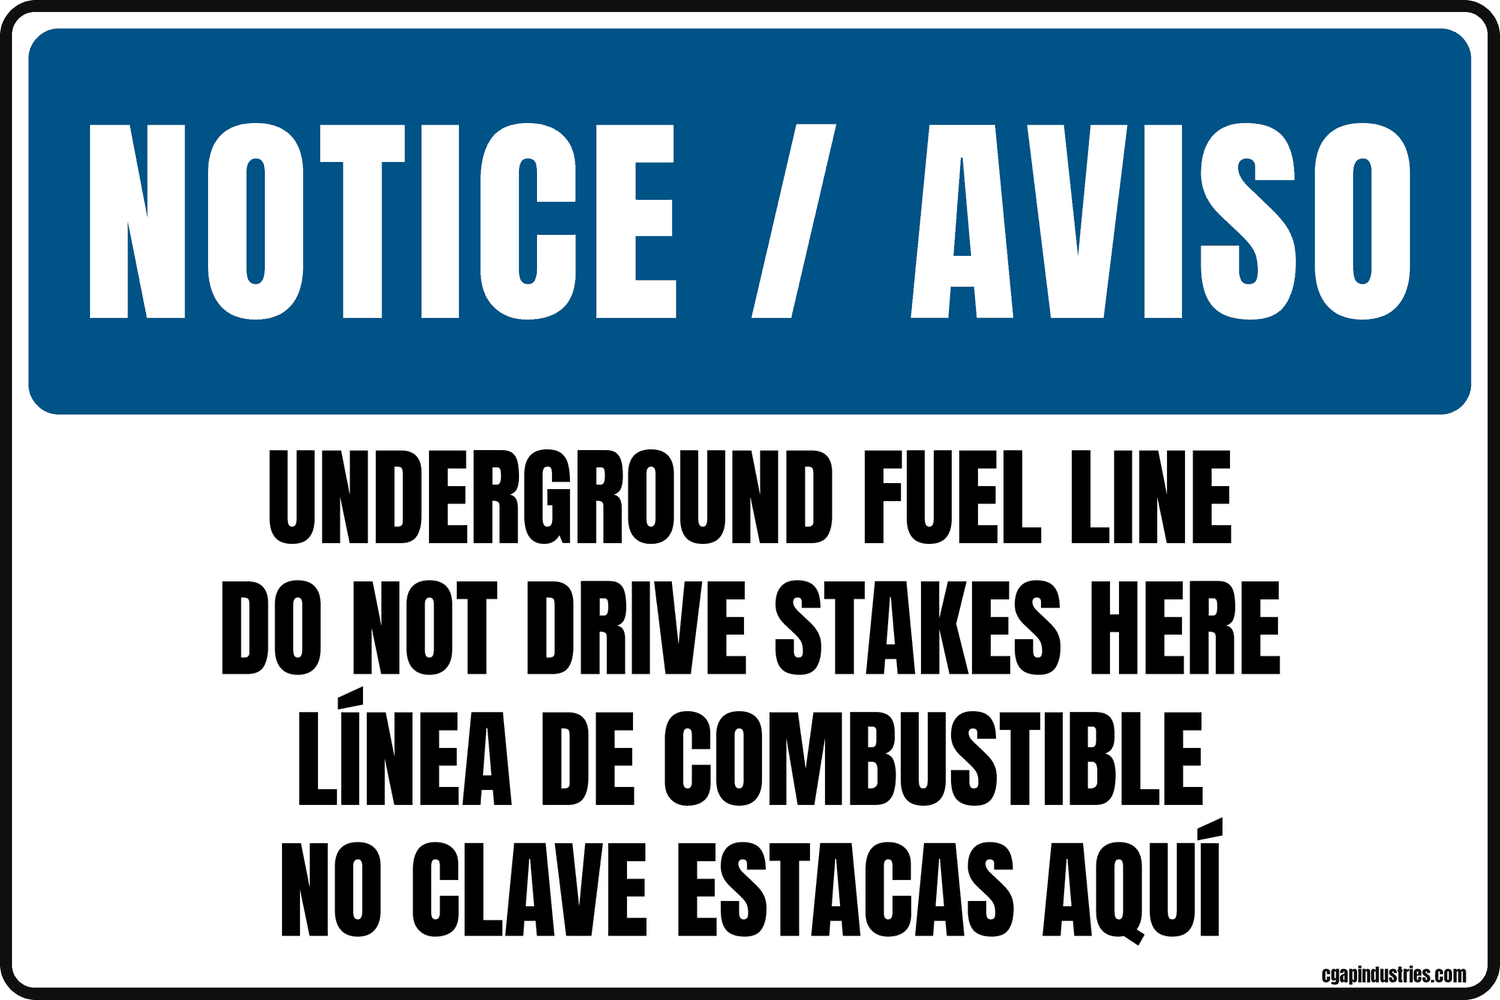 NOTICE / AVISO
UNDERGROUND FUEL LINE
DO NOT DRIVE STAKES HERE
LÍNEA DE COMBUSTIBLE
NO CLAVE ESTACAS AQUÍ
cgapindustries.com